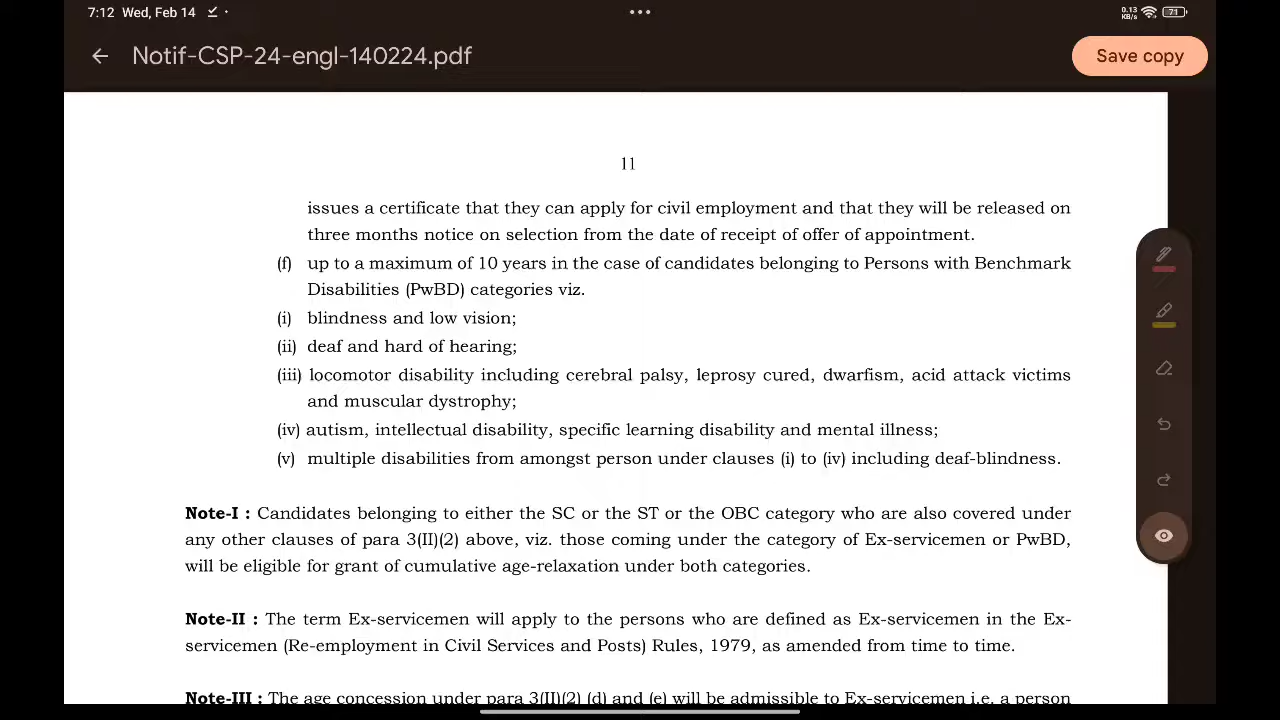 7:12 Wed, Feb 14
0.13
KB/s
71
Notif-CSP-24-engl-140224.pdf
Save copy
11
issues a certificate that they can apply for civil employment and that they will be released on
three months notice on selection from the date of receipt of offer of appointment.
(f) up to a maximum of 10 years in the case of candidates belonging to Persons with Benchmark
Disabilities (PwBD) categories viz.
(i) blindness and low vision;
(ii) deaf and hard of hearing;
(iii) locomotor disability including cerebral palsy, leprosy cured, dwarfism, acid attack victims
and muscular dystrophy;
(iv) autism, intellectual disability, specific learning disability and mental illness;
(v) multiple disabilities from amongst person under clauses (i) to (iv) including deaf-blindness.
Note-I : Candidates belonging to either the SC or the ST or the OBC category who are also covered under
any other clauses of para 3(II)(2) above, viz. those coming under the category of Ex-servicemen or PwBD,
will be eligible for grant of cumulative age-relaxation under both categories.
Note-II : The term Ex-servicemen will apply to the persons who are defined as Ex-servicemen in the Ex-
servicemen (Re-employment in Civil Services and Posts) Rules, 1979, as amended from time to time.
Note-III : The age concession under para 3(II)(2) (d) and (e) will be admissible to Ex-servicemen i.e. a person